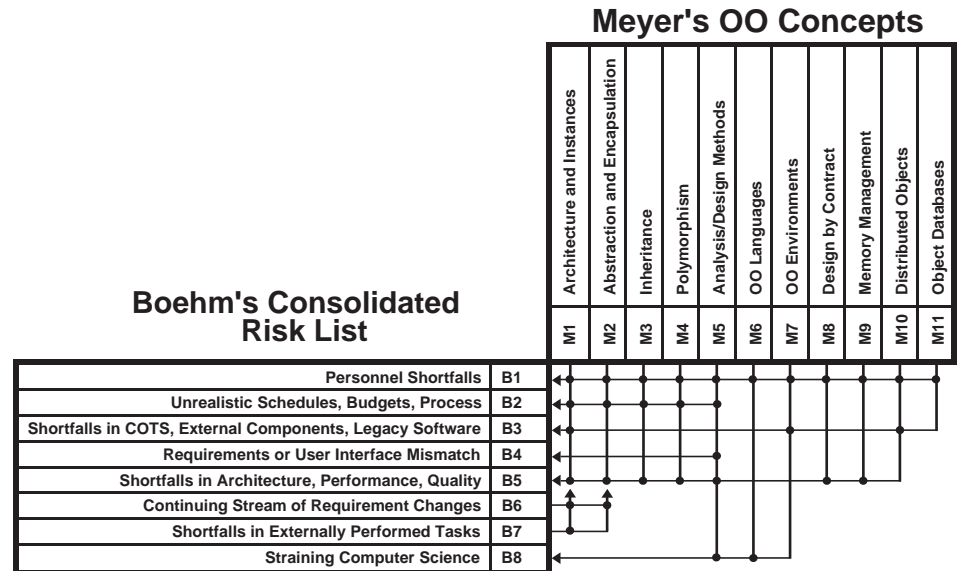 Meyer's OO Concepts
Architecture and Instances
Abstraction and Encapsulation
Inheritance
Polymorphism
Analysis/Design Methods
OO Languages
OO Environments
Design by Contract
Memory Management
Distributed Objects
Object Databases
M1
M2
M3
M4
M5
M6
M7
M8
M9
M10
M11
Boehm's Consolidated
Risk List
Personnel Shortfalls B1
Unrealistic Schedules, Budgets, Process B2
Shortfalls in COTS, External Components, Legacy Software B3
Requirements or User Interface Mismatch B4
Shortfalls in Architecture, Performance, Quality B5
Continuing Stream of Requirement Changes B6
Shortfalls in Externally Performed Tasks B7
Straining Computer Science B8